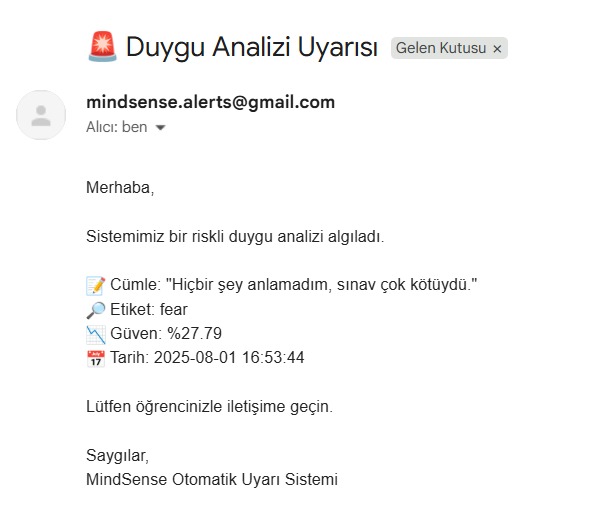 🚨 Duygu Analizi Uyarısı Gelen Kutusu ×
mindsense.alerts@gmail.com
Alıcı: ben
Merhaba,
Sistemimiz bir riskli duygu analizi algıladı.
📝 Cümle: "Hiçbir şey anlamadım, sınav çok kötüydü."
🔎 Etiket: fear
📉 Güven: %27.79
📅 Tarih: 2025-08-01 16:53:44
Lütfen öğrencinizle iletişime geçin.
Saygılar,
MindSense Otomatik Uyarı Sistemi